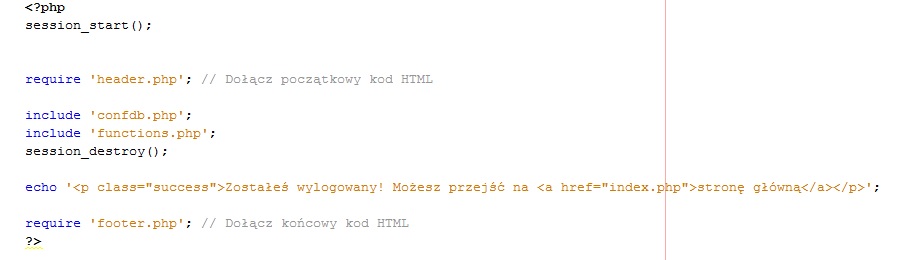 <?php
session_start();
require 'header.php'; // Dołącz początkowy kod HTML
include 'confdb.php';
include 'functions.php';
session_destroy();
echo '<p class="success">Zostałeś wylogowany! Możesz przejść na <a href="index.php">stronę główną</a></p>';
require 'footer.php'; // Dołącz końcowy kod HTML
?>